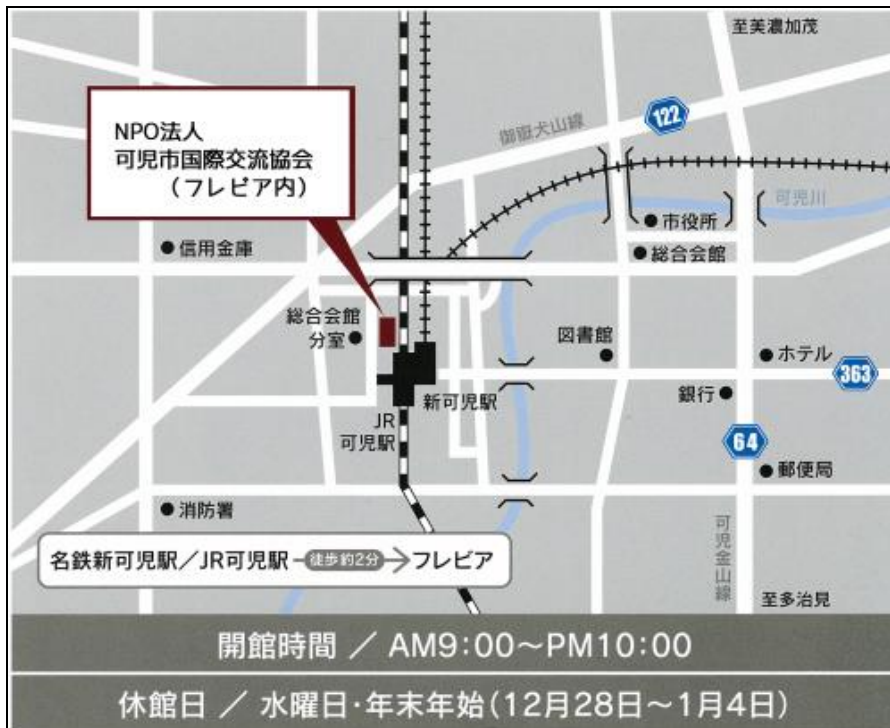 至美濃加茂
NPO法人
可児市国際交流協会
（フレビア内）
御嶽犬山線
122
可児川
市役所
信用金庫
総合会館
総合会館
分室
図書館
ホテル
363
新可児駅
銀行
JR
可児駅
64
郵便局
消防署
可児金山線
名鉄新可児駅／JR可児駅 徒歩約2分 フレビア
至多治見
開館時間 ／ AM9:00〜PM10:00
休館日 ／ 水曜日・年末年始(12月28日〜1月4日)